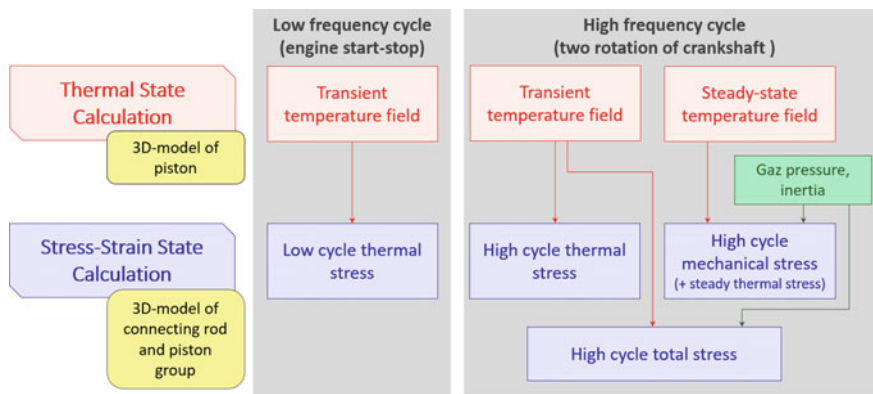 Low frequency cycle
(engine start-stop)
High frequency cycle
(two rotation of crankshaft )
Thermal State
Calculation
3D-model of
piston
Transient
temperature field
Transient
temperature field
Steady-state
temperature field
Gaz pressure,
inertia
Stress-Strain State
Calculation
3D-model of
connecting rod
and piston
group
Low cycle thermal
stress
High cycle thermal
stress
High cycle
mechanical stress
(+ steady thermal stress)
High cycle total stress